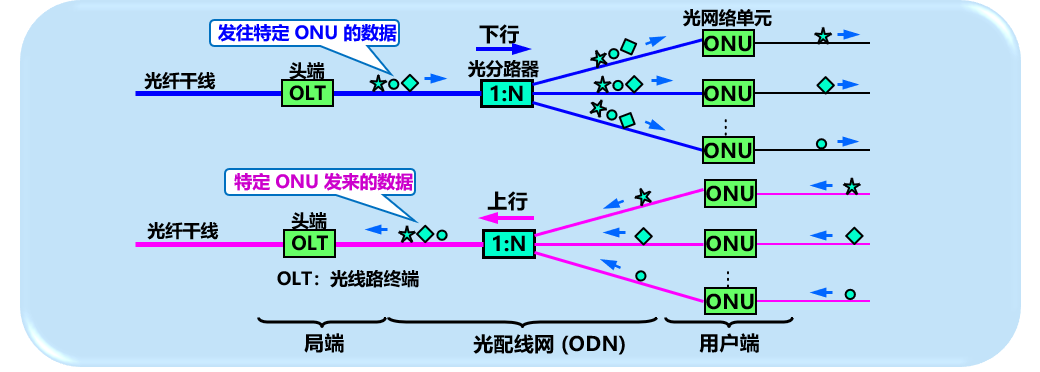 发往特定 ONU 的数据
下行
光网络单元
ONU
光纤干线
头端
OLT
光分路器
1:N
ONU
ONU
特定 ONU 发来的数据
上行
ONU
光纤干线
头端
OLT
1:N
ONU
OLT：光线路终端
ONU
局端
光配线网 (ODN)
用户端